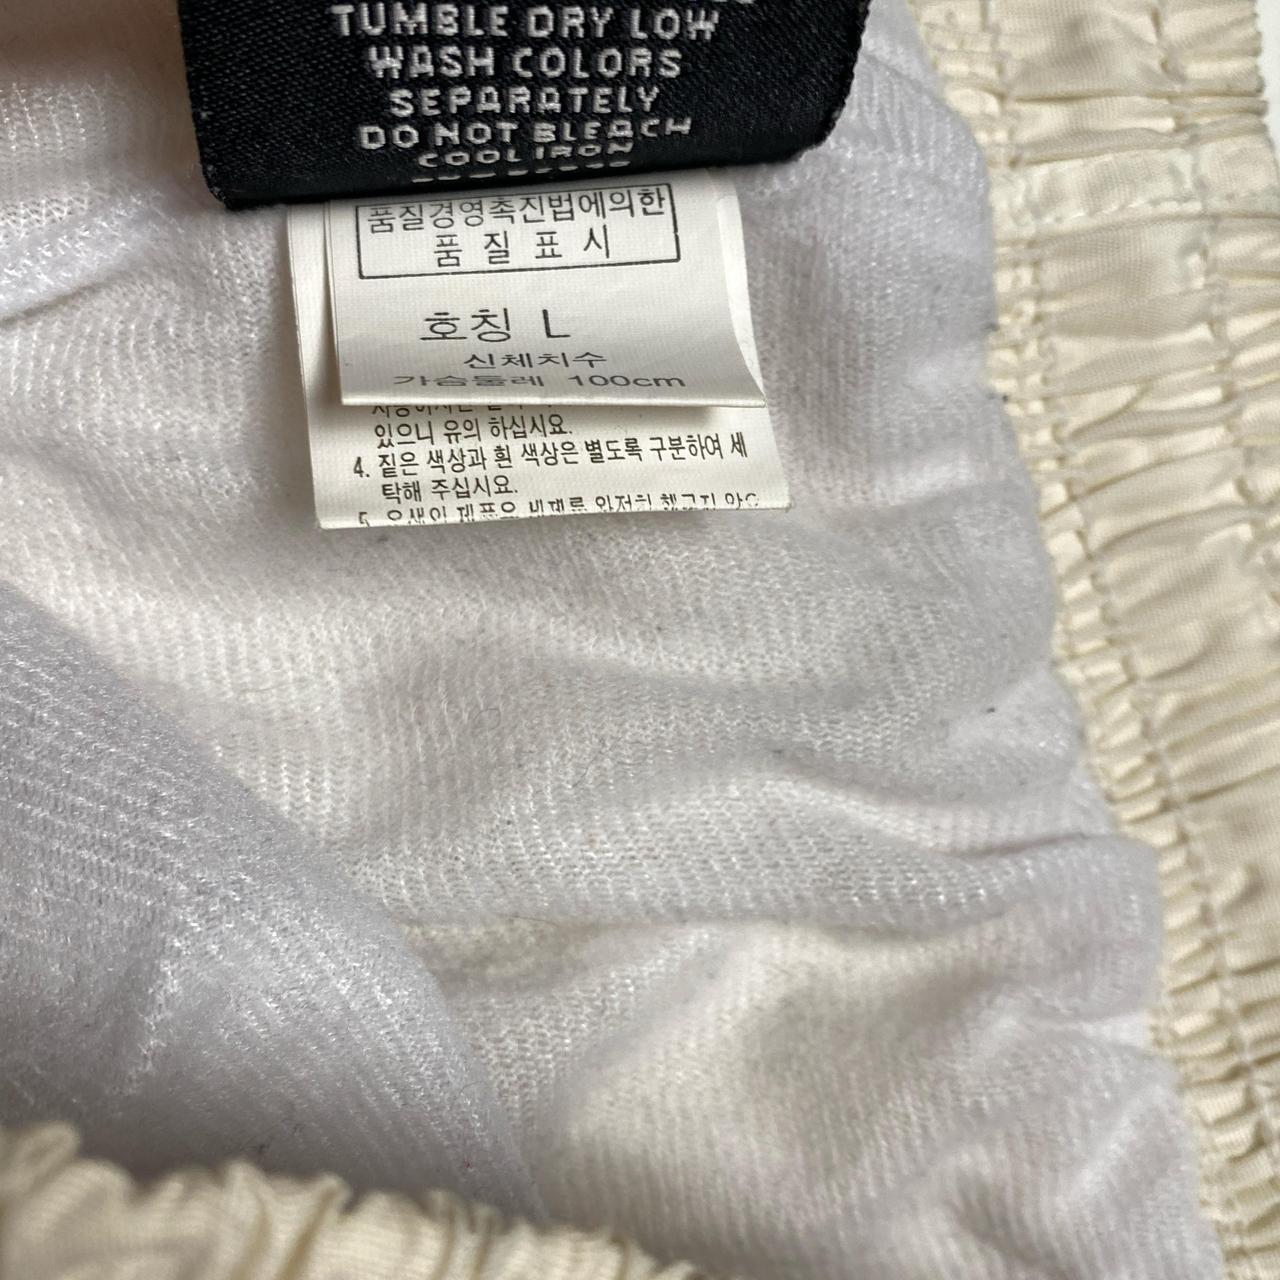 TUMBLE DRY LOW
WASH COLORS
SEPARATELY
DO NOT BLEACH
COOL IRON
품질경영촉진법에의한
품 질 표 시
호칭 L
신체치수
가슴둘레 100cm
있으니 유의 하십시요.
4. 짙은 색상과 흰 색상은 별도록 구분하여 세
탁해 주십시요.